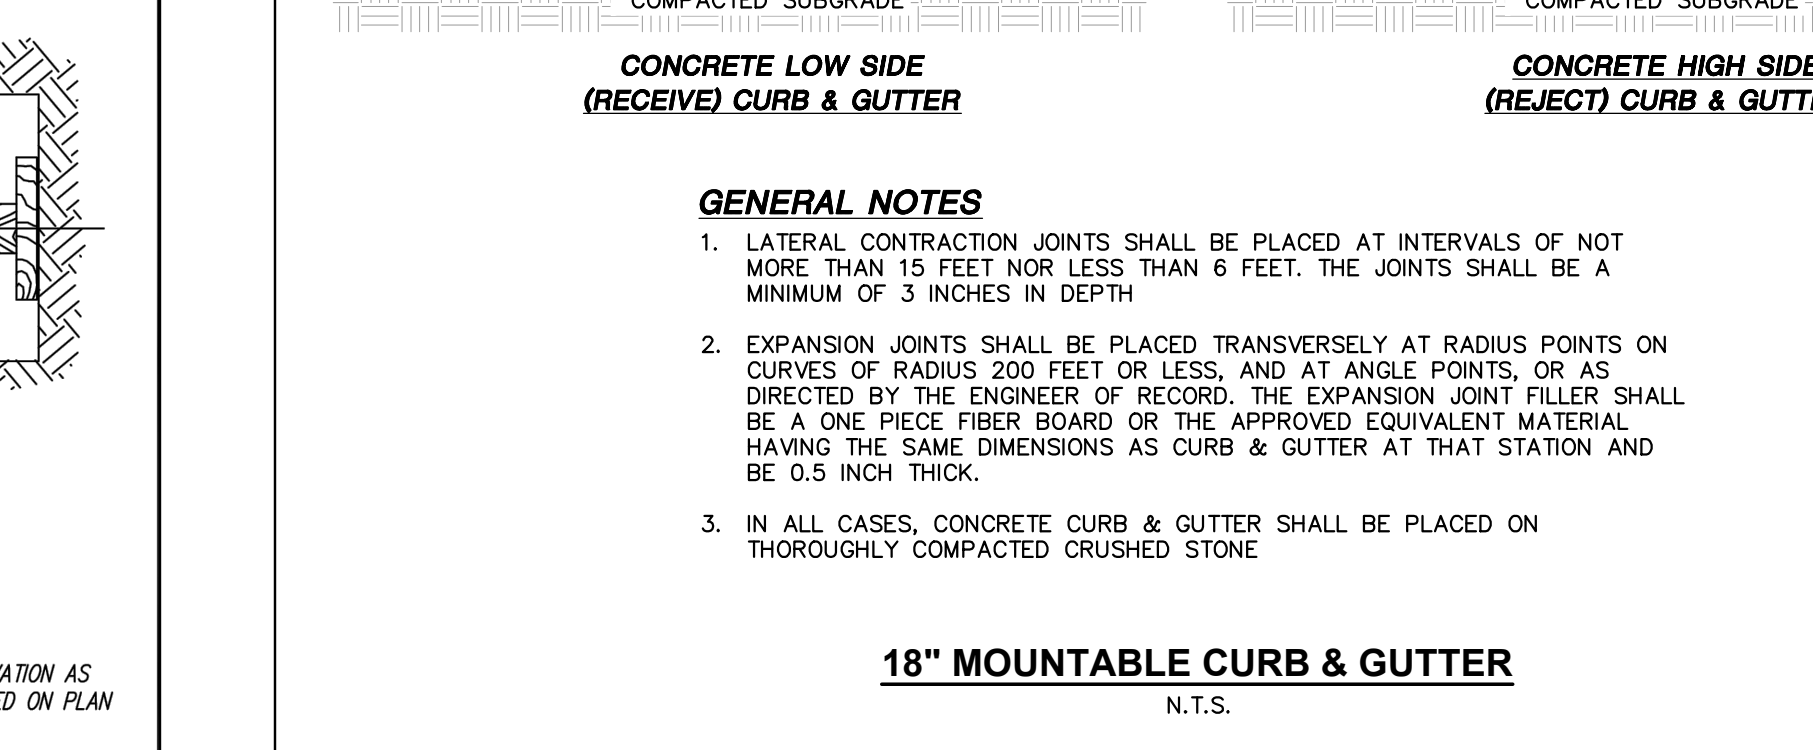 COMPACTED SUBGRADE
COMPACTED SUBGRADE
CONCRETE LOW SIDE
(RECEIVE) CURB & GUTTER
CONCRETE HIGH SIDE
(REJECT) CURB &
GENERAL NOTES
1. LATERAL CONTRACTION JOINTS SHALL BE PLACED AT INTERVALS OF NOT
MORE THAN 15 FEET NOR LESS THAN 6 FEET. THE JOINTS SHALL BE A
MINIMUM OF 3 INCHES IN DEPTH
2. EXPANSION JOINTS SHALL BE PLACED TRANSVERSELY AT RADIUS POINTS ON
CURVES OF RADIUS 200 FEET OR LESS, AND AT ANGLE POINTS, OR AS
DIRECTED BY THE ENGINEER OF RECORD. THE EXPANSION JOINT FILLER SHALL
BE A ONE PIECE FIBER BOARD OR THE APPROVED EQUIVALENT MATERIAL
HAVING THE SAME DIMENSIONS AS CURB & GUTTER AT THAT STATION AND
BE 0.5 INCH THICK.
3. IN ALL CASES, CONCRETE CURB & GUTTER SHALL BE PLACED ON
THOROUGHLY COMPACTED CRUSHED STONE
AS
ON PLAN
18" MOUNTABLE CURB & GUTTER
N.T.S.